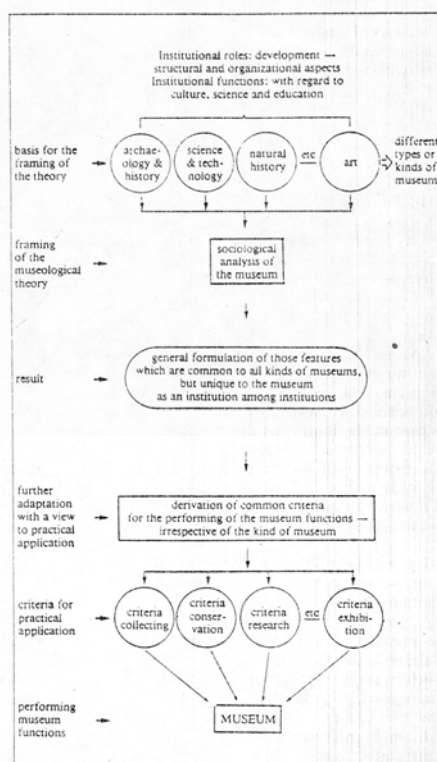 Institutional roles: development —
structural and organizational aspects
Institutional functions: with regard to
culture, science and education
basis for the
framing of
the theory
archae-
ology &
history
science
& tech-
nology
natural
history
etc
art
different
types or
kinds of
museum
framing
of the
museological
theory
sociological
analysis of
the museum
result
general formulation of those features
which are common to all kinds of museums,
but unique to the museum
as an institution among institutions
further
adaptation
with a view
to practical
application
derivation of common criteria
for the performing of the museum functions —
irrespective of the kind of museum
criteria for
practical
application
criteria
collecting
criteria
conser-
vation
criteria
research
etc
criteria
exhibi-
tion
performing
museum
functions
MUSEUM